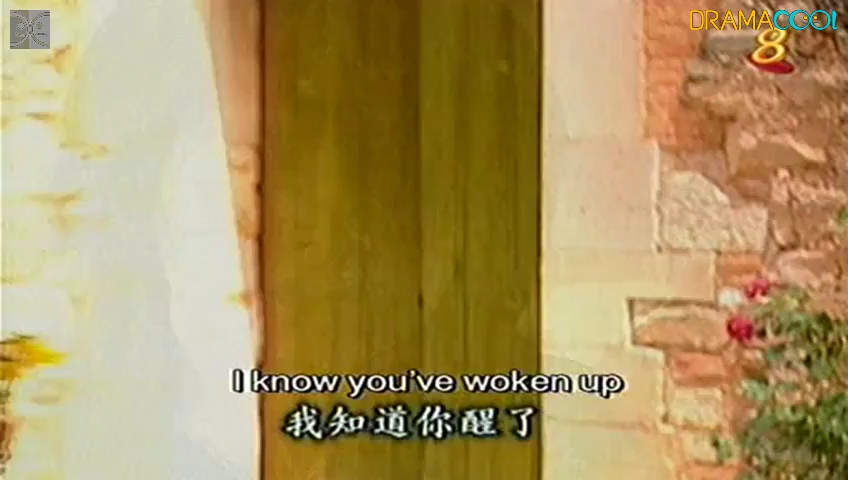 DRAMACOOL
8
I know you've woken up
我知道你醒了